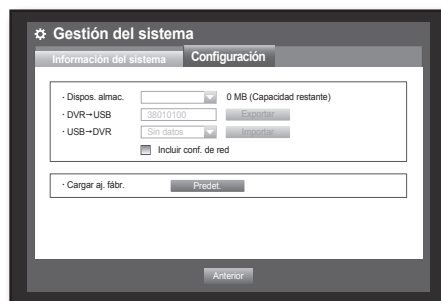 Gestión del sistema
Información del sistema Configuración
· Dispos. almac. 0 MB (Capacidad restante)
· DVR→USB 38010100 Exportar
· USB→DVR Sin datos Importar
Incluir conf. de red
· Cargar aj. fábr. Predet.
Anterior